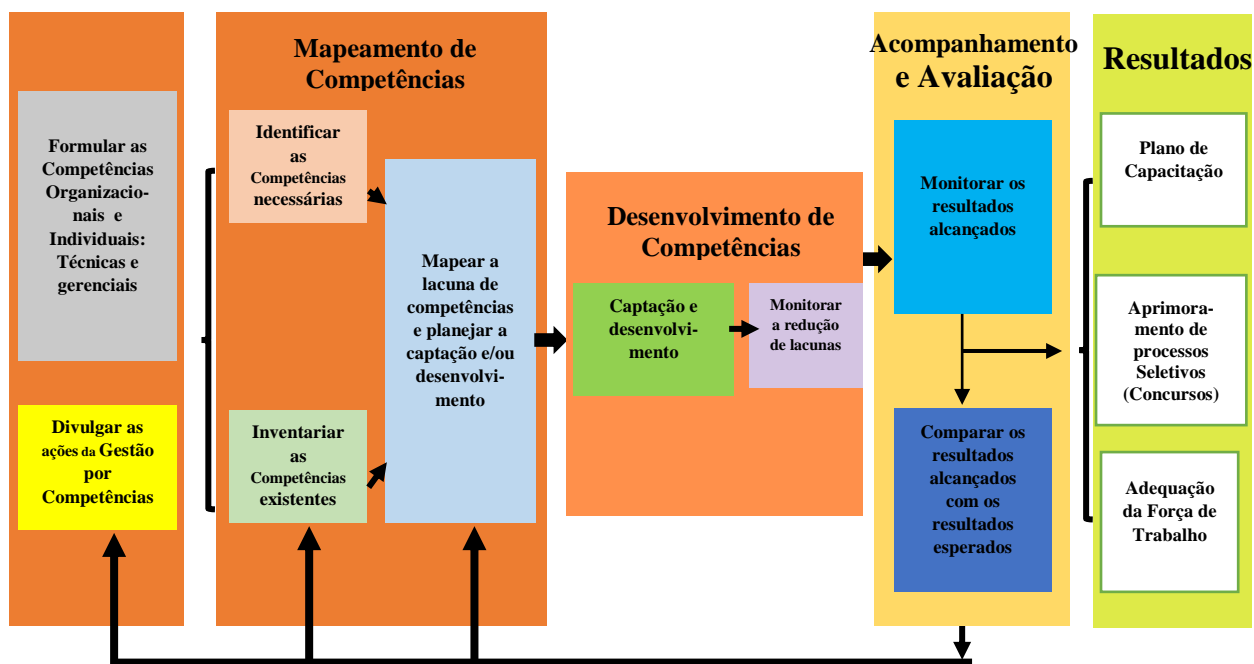 Formular as
Competências
Organizacio-
nais e
Individuais:
Técnicas e
gerenciais
Divulgar as
ações da Gestão
por
Competências
Mapeamento de
Competências
Identificar
as
Competências
necessárias
Inventariar
as
Competências
existentes
Mapear a
lacuna de
competências
e planejar a
captação e/ou
desenvolvi-
mento
Desenvolvimento de
Competências
Captação e
desenvolvi-
mento
Monitorar
a redução
de lacunas
Acompanhamento
e Avaliação
Monitorar os
resultados
alcançados
Comparar os
resultados
alcançados
com os
resultados
esperados
Resultados
Plano de
Capacitação
Aprimora-
mento de
processos
Seletivos
(Concursos)
Adequação
da Força de
Trabalho